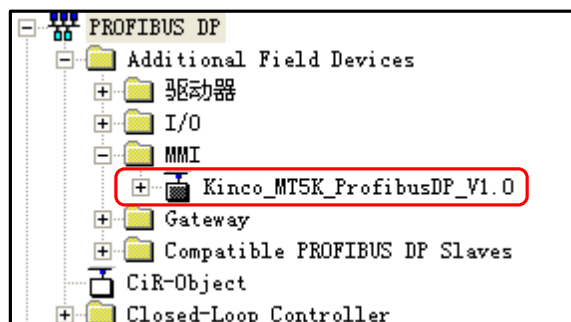 PROFIBUS DP
Additional Field Devices
驱动器
I/O
MMI
Kinco_MT5K_ProfibusDP_V1.0
Gateway
Compatible PROFIBUS DP Slaves
CiR-Object
Closed-Loop Controller